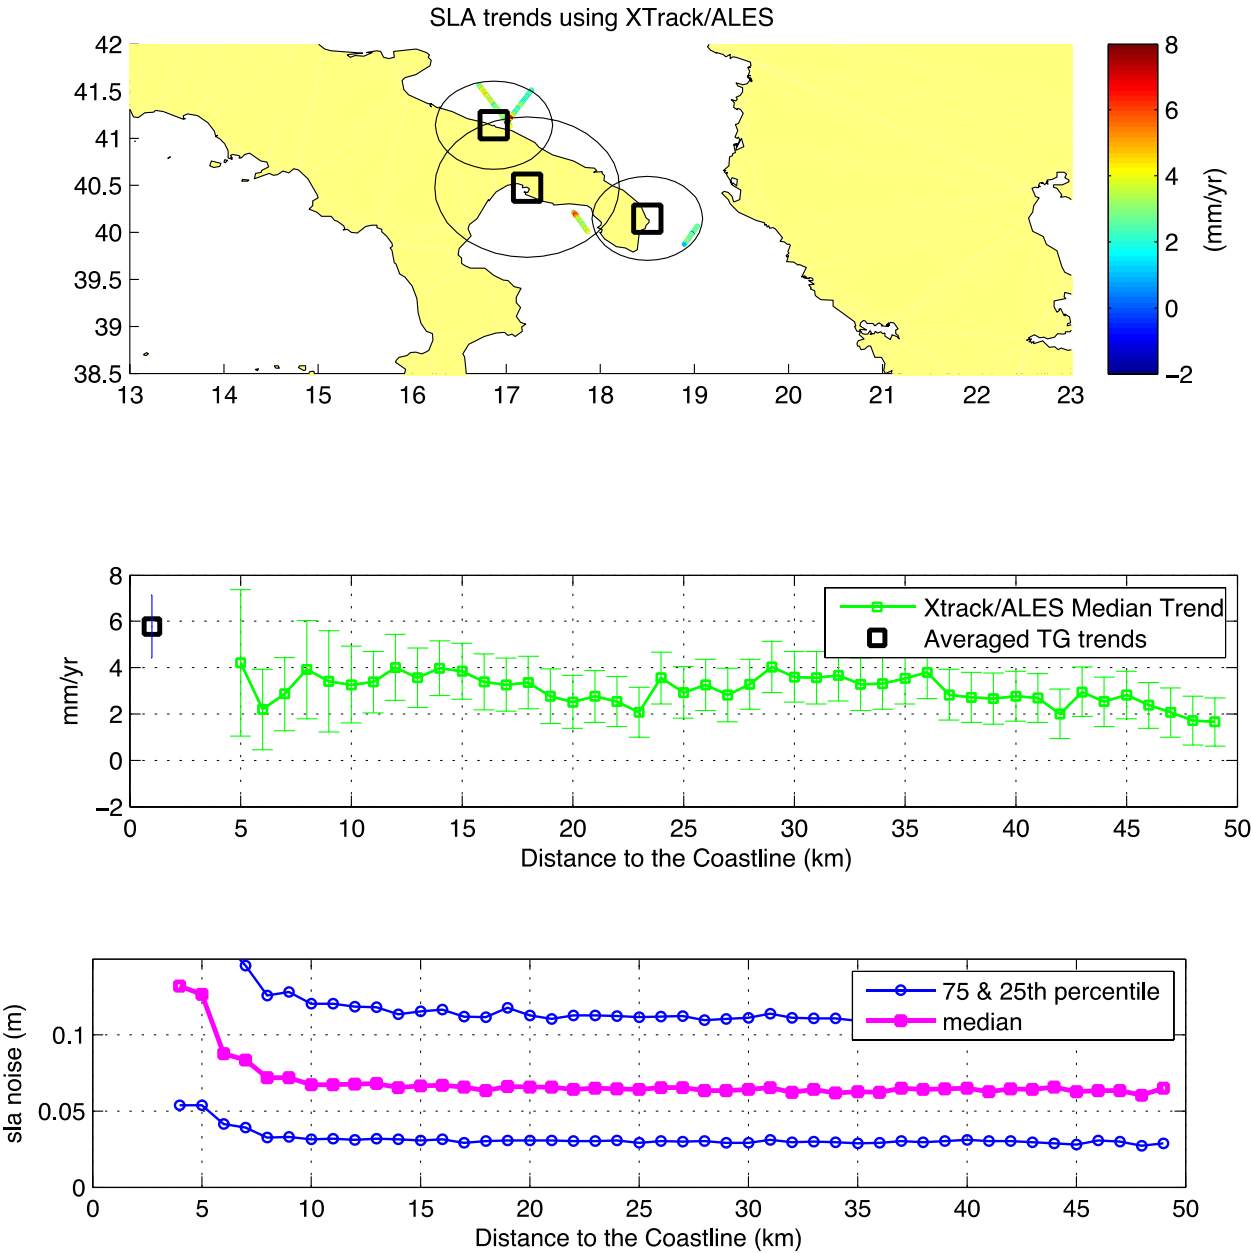 SLA trends using XTrack/ALES
42
41.5
41
40.5
40
39.5
39
38.5
13 14 15 16 17 18 19 20 21 22 23
8
6
4
2
0
−2
(mm/yr)
8
6
4
2
0
−2
mm/yr
Xtrack/ALES Median Trend
Averaged TG trends
0 5 10 15 20 25 30 35 40 45 50
Distance to the Coastline (km)
0.1
0.05
0
sla noise (m)
75 & 25th percentile
median
0 5 10 15 20 25 30 35 40 45 50
Distance to the Coastline (km)